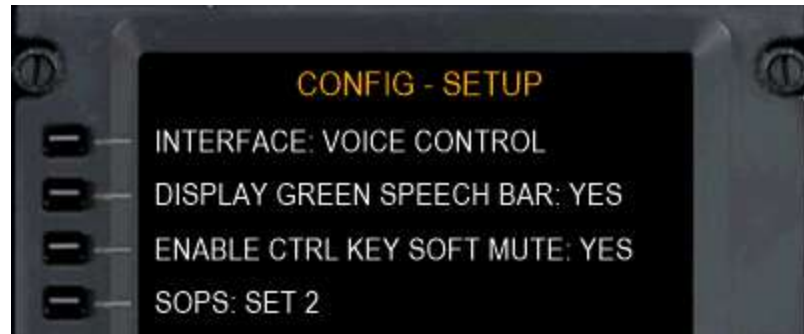 CONFIG - SETUP
INTERFACE: VOICE CONTROL
DISPLAY GREEN SPEECH BAR: YES
ENABLE CTRL KEY SOFT MUTE: YES
SOPS: SET 2